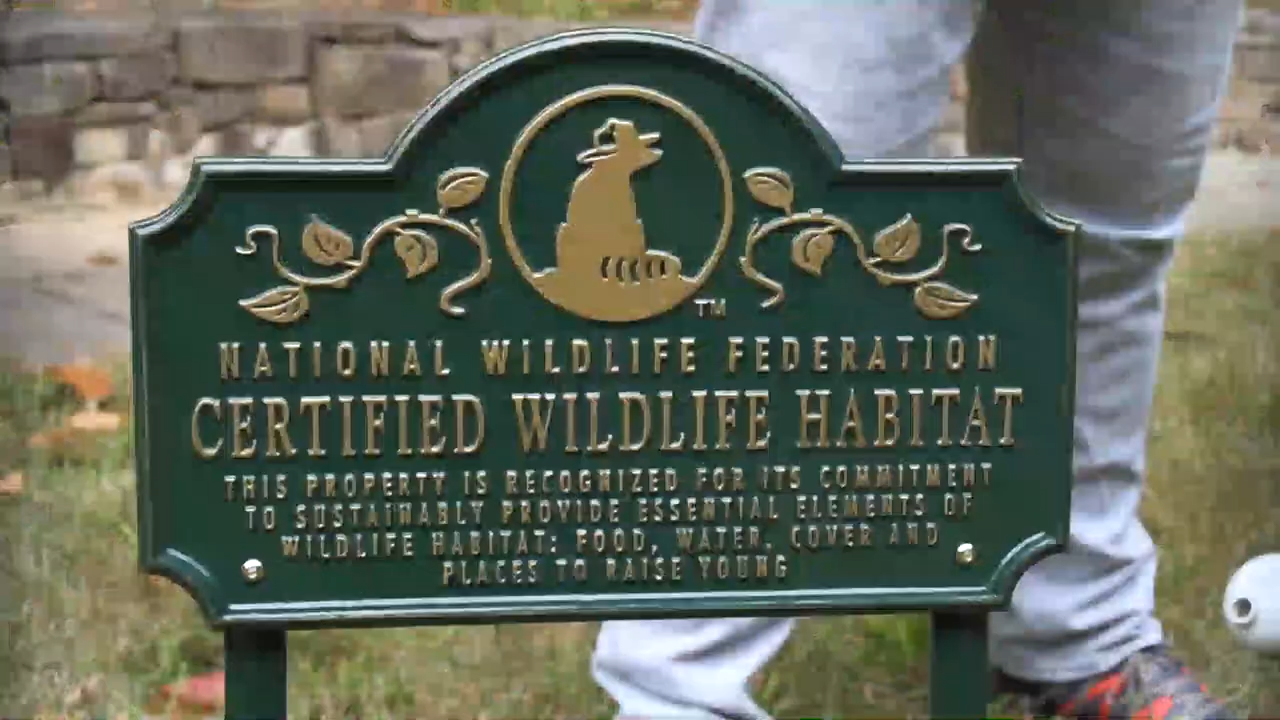 TM
NATIONAL WILDLIFE FEDERATION
CERTIFIED WILDLIFE HABITAT
THIS PROPERTY IS RECOGNIZED FOR ITS COMMITMENT
TO SUSTAINABLY PROVIDE ESSENTIAL ELEMENTS OF
WILDLIFE HABITAT: FOOD, WATER, COVER AND
PLACES TO RAISE YOUNG